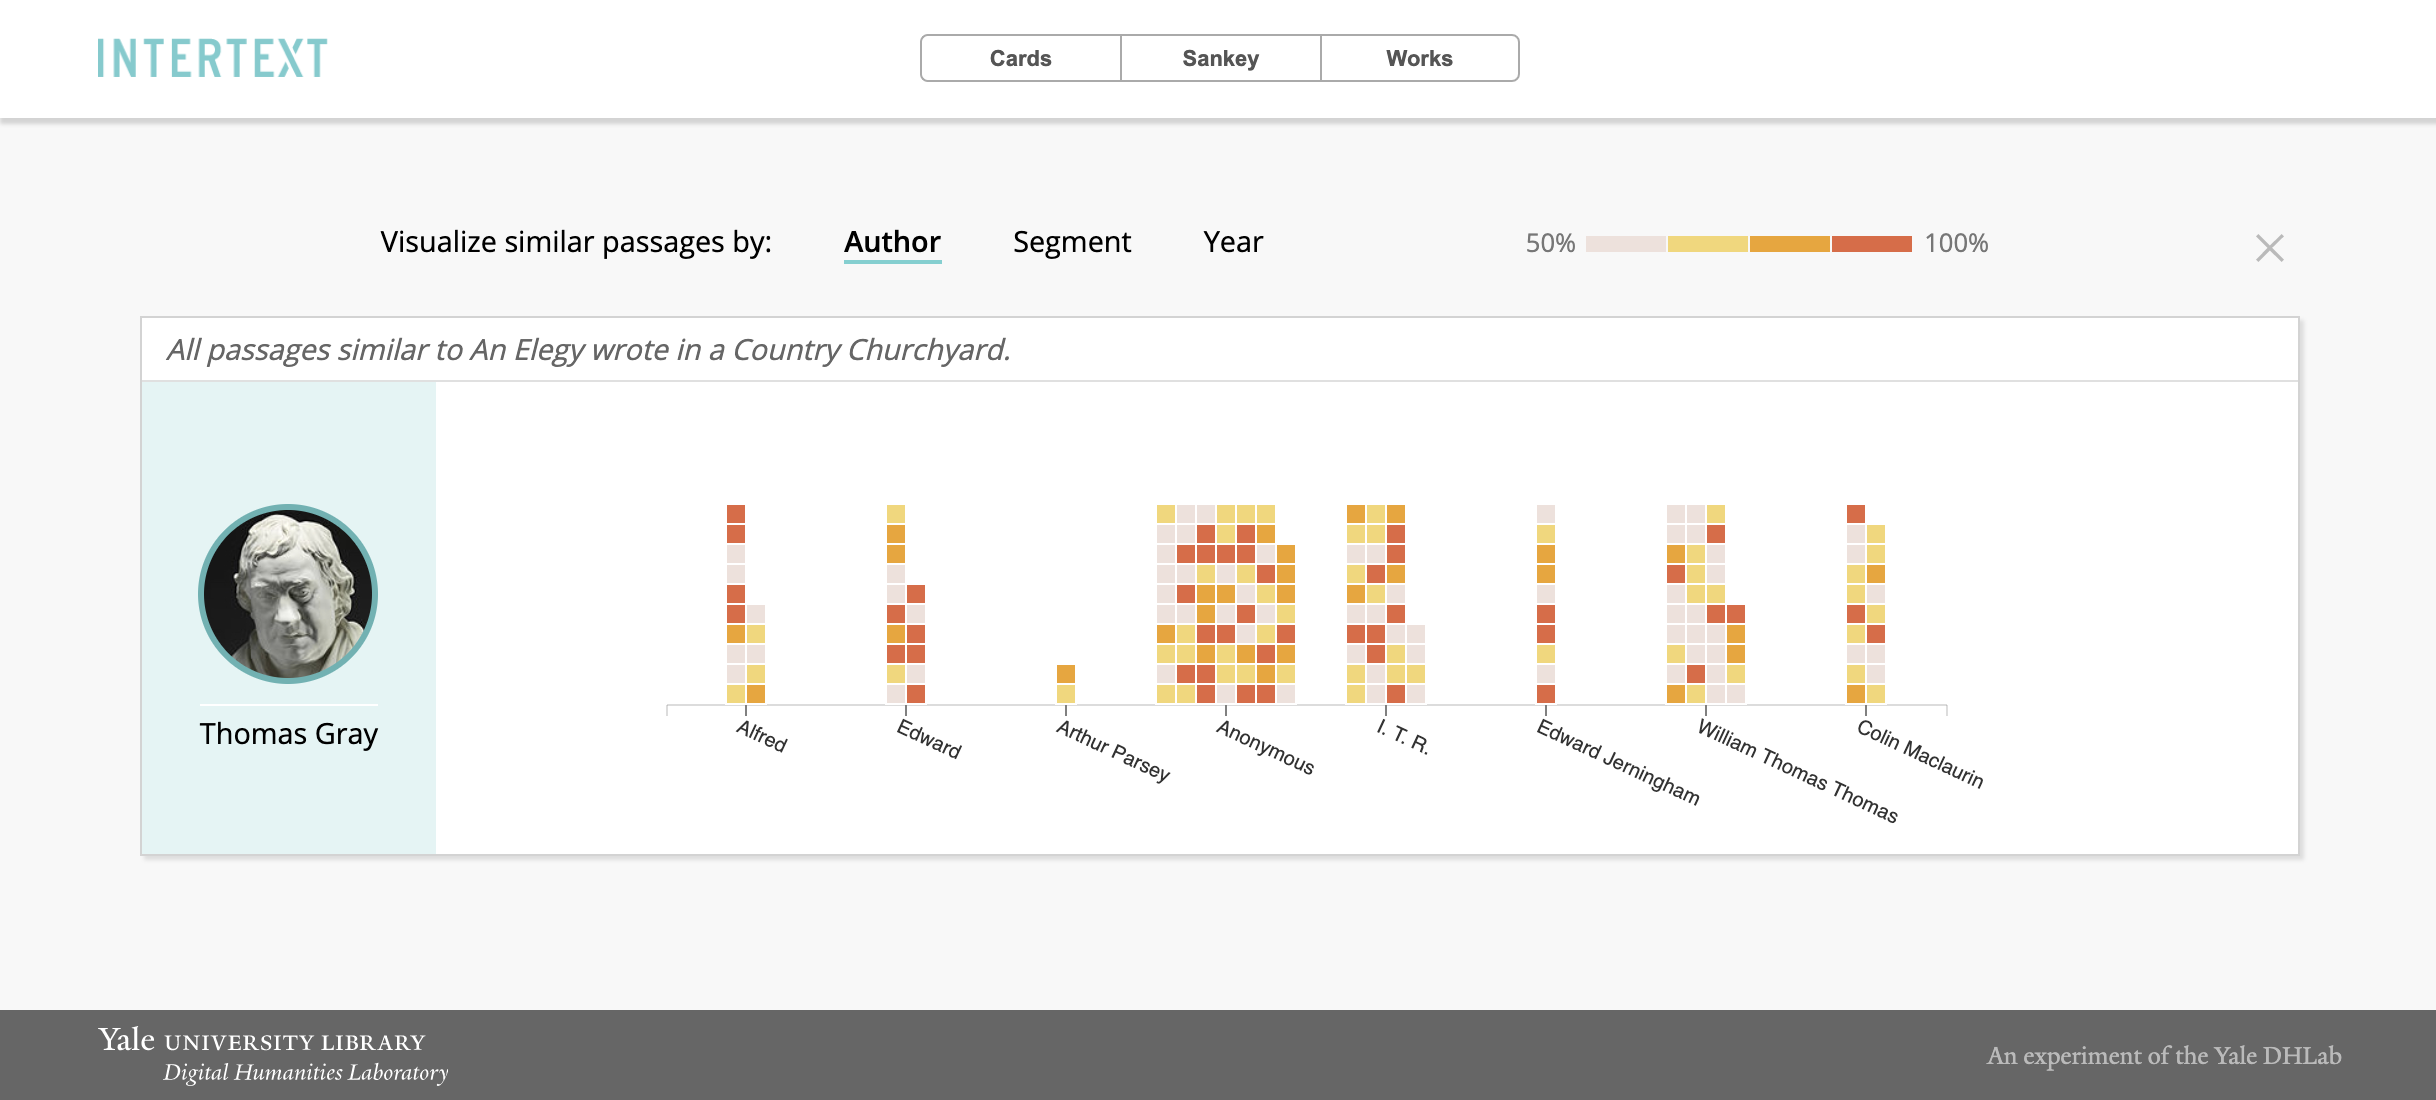 INTERTEXT
Cards
Sankey
Works
Visualize similar passages by:
Author
Segment
Year
50%
100%
All passages similar to An Elegy wrote in a Country Churchyard.
Thomas Gray
Alfred
Edward
Arthur Parsey
Anonymous
I. T. R.
Edward Jerningham
William Thomas Thomas
Colin Maclaurin
Yale UNIVERSITY LIBRARY
Digital Humanities Laboratory
An experiment of the Yale DHLab